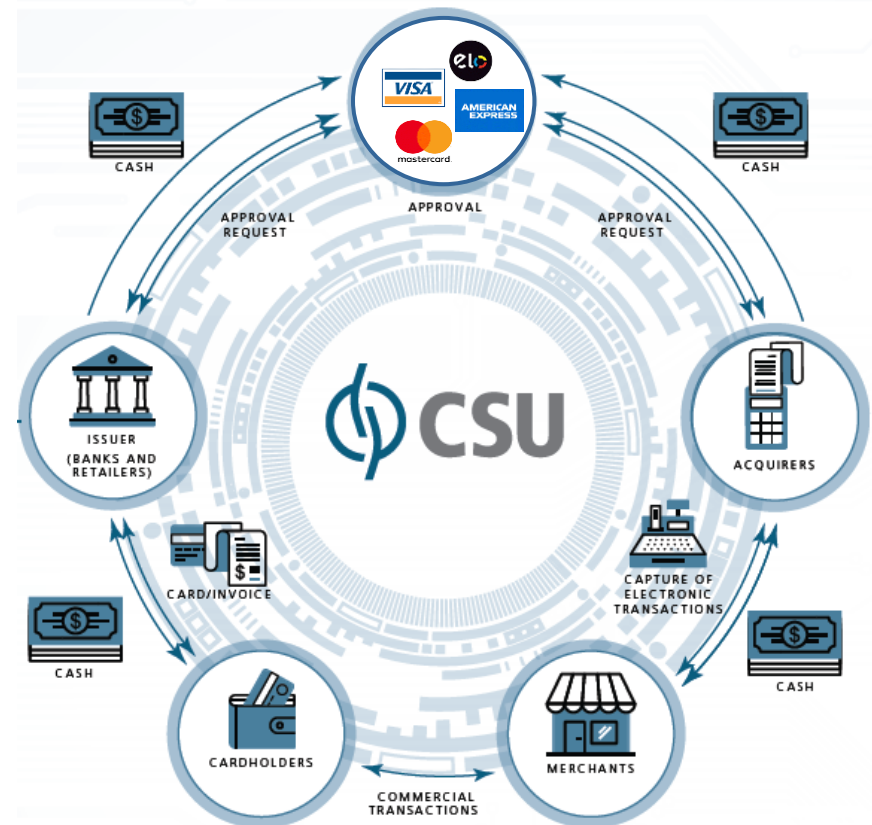 elo
VISA
AMERICAN
EXPRESS
mastercard.
$
CASH
$
CASH
APPROVAL
APPROVAL
REQUEST
APPROVAL
REQUEST
CSU
ISSUER
(BANKS AND
RETAILERS)
ACQUIRERS
$
CARD/INVOICE
CAPTURE OF
ELECTRONIC
TRANSACTIONS
$
CASH
$
CASH
CARDHOLDERS
MERCHANTS
COMMERCIAL
TRANSACTIONS